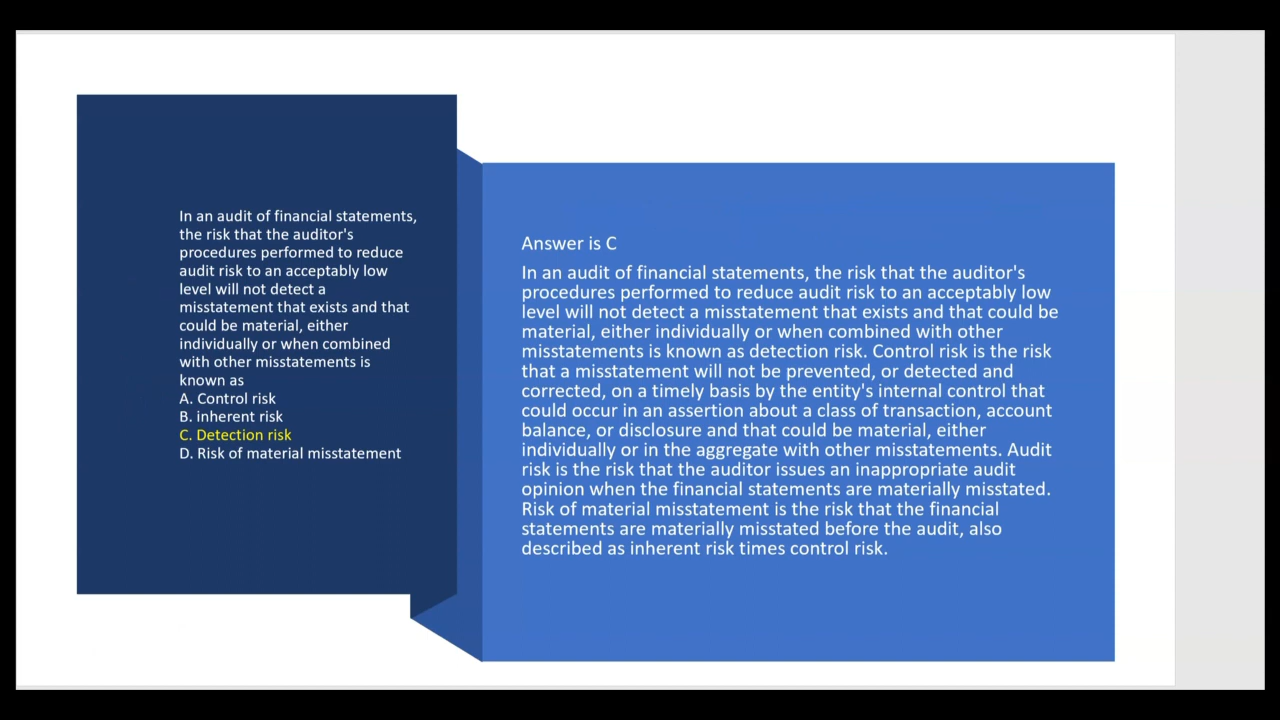 In an audit of financial statements,
the risk that the auditor's
procedures performed to reduce
audit risk to an acceptably low
level will not detect a
misstatement that exists and that
could be material, either
individually or when combined
with other misstatements is
known as
A. Control risk
B. inherent risk
C. Detection risk
D. Risk of material misstatement
Answer is C
In an audit of financial statements, the risk that the auditor's
procedures performed to reduce audit risk to an acceptably low
level will not detect a misstatement that exists and that could be
material, either individually or when combined with other
misstatements is known as detection risk. Control risk is the risk
that a misstatement will not be prevented, or detected and
corrected, on a timely basis by the entity's internal control that
could occur in an assertion about a class of transaction, account
balance, or disclosure and that could be material, either
individually or in the aggregate with other misstatements. Audit
risk is the risk that the auditor issues an inappropriate audit
opinion when the financial statements are materially misstated.
Risk of material misstatement is the risk that the financial
statements are materially misstated before the audit, also
described as inherent risk times control risk.